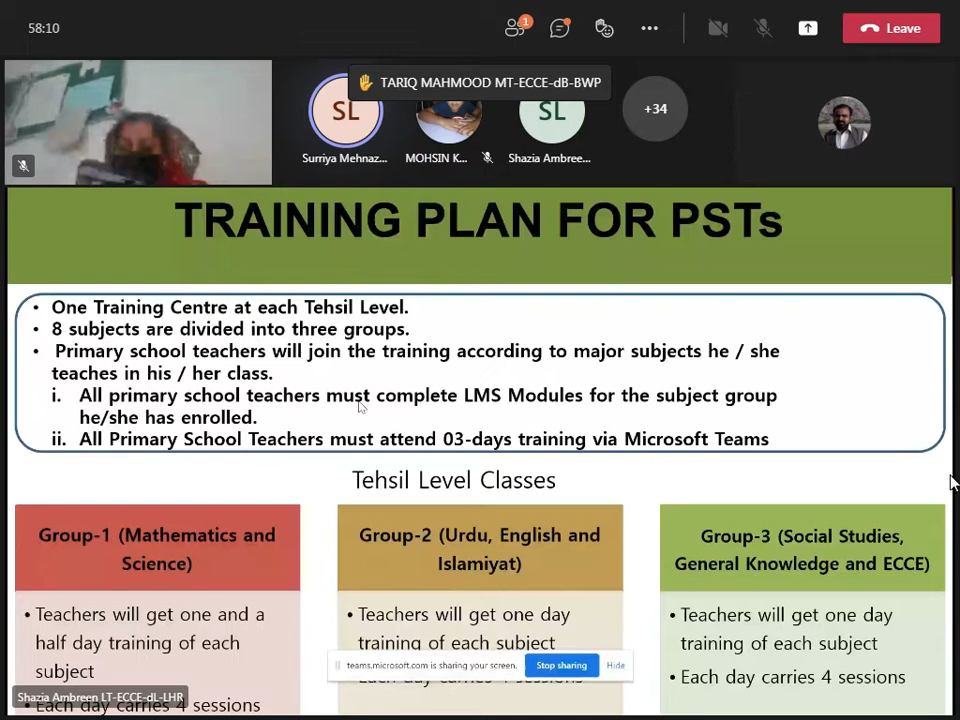 58:10
1
Leave
TARIQ MAHMOOD MT-ECCE-dB-BWP
SL
SL
+34
Surriya Mehnaz...
MOHSIN K...
Shazia Ambree...
TRAINING PLAN FOR PSTs
• One Training Centre at each Tehsil Level.
• 8 subjects are divided into three groups.
• Primary school teachers will join the training according to major subjects he / she
teaches in his / her class.
i. All primary school teachers must complete LMS Modules for the subject group
he/she has enrolled.
ii. All Primary School Teachers must attend 03-days training via Microsoft Teams
Tehsil Level Classes
Group-1 (Mathematics and
Science)
• Teachers will get one and a
half day training of each
subject
• Each day carries 4 sessions
Group-2 (Urdu, English and
Islamiyat)
• Teachers will get one day
training of each subject
Each day carries 4 sessions
Group-3 (Social Studies,
General Knowledge and ECCE)
• Teachers will get one day
training of each subject
• Each day carries 4 sessions
teams.microsoft.com is sharing your screen.
Stop sharing
Hide
Shazia Ambreen LT-ECCE-dL-LHR